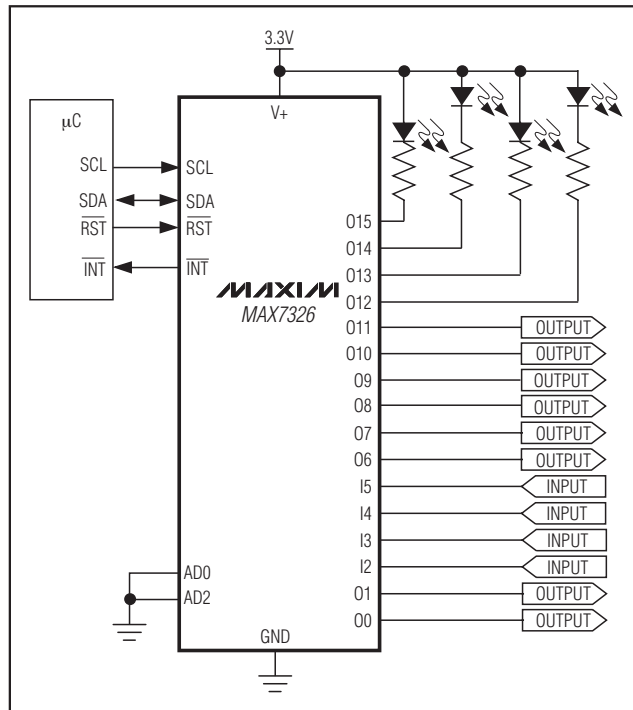 3.3V
μC
V+
SCL
SCL
SDA
SDA
RST
RST
INT
INT
MAXIM
MAX7326
O15
O14
O13
O12
O11
OUTPUT
O10
OUTPUT
O9
OUTPUT
O8
OUTPUT
O7
OUTPUT
O6
OUTPUT
I5
INPUT
I4
INPUT
I3
INPUT
I2
INPUT
AD0
O1
OUTPUT
AD2
O0
OUTPUT
GND